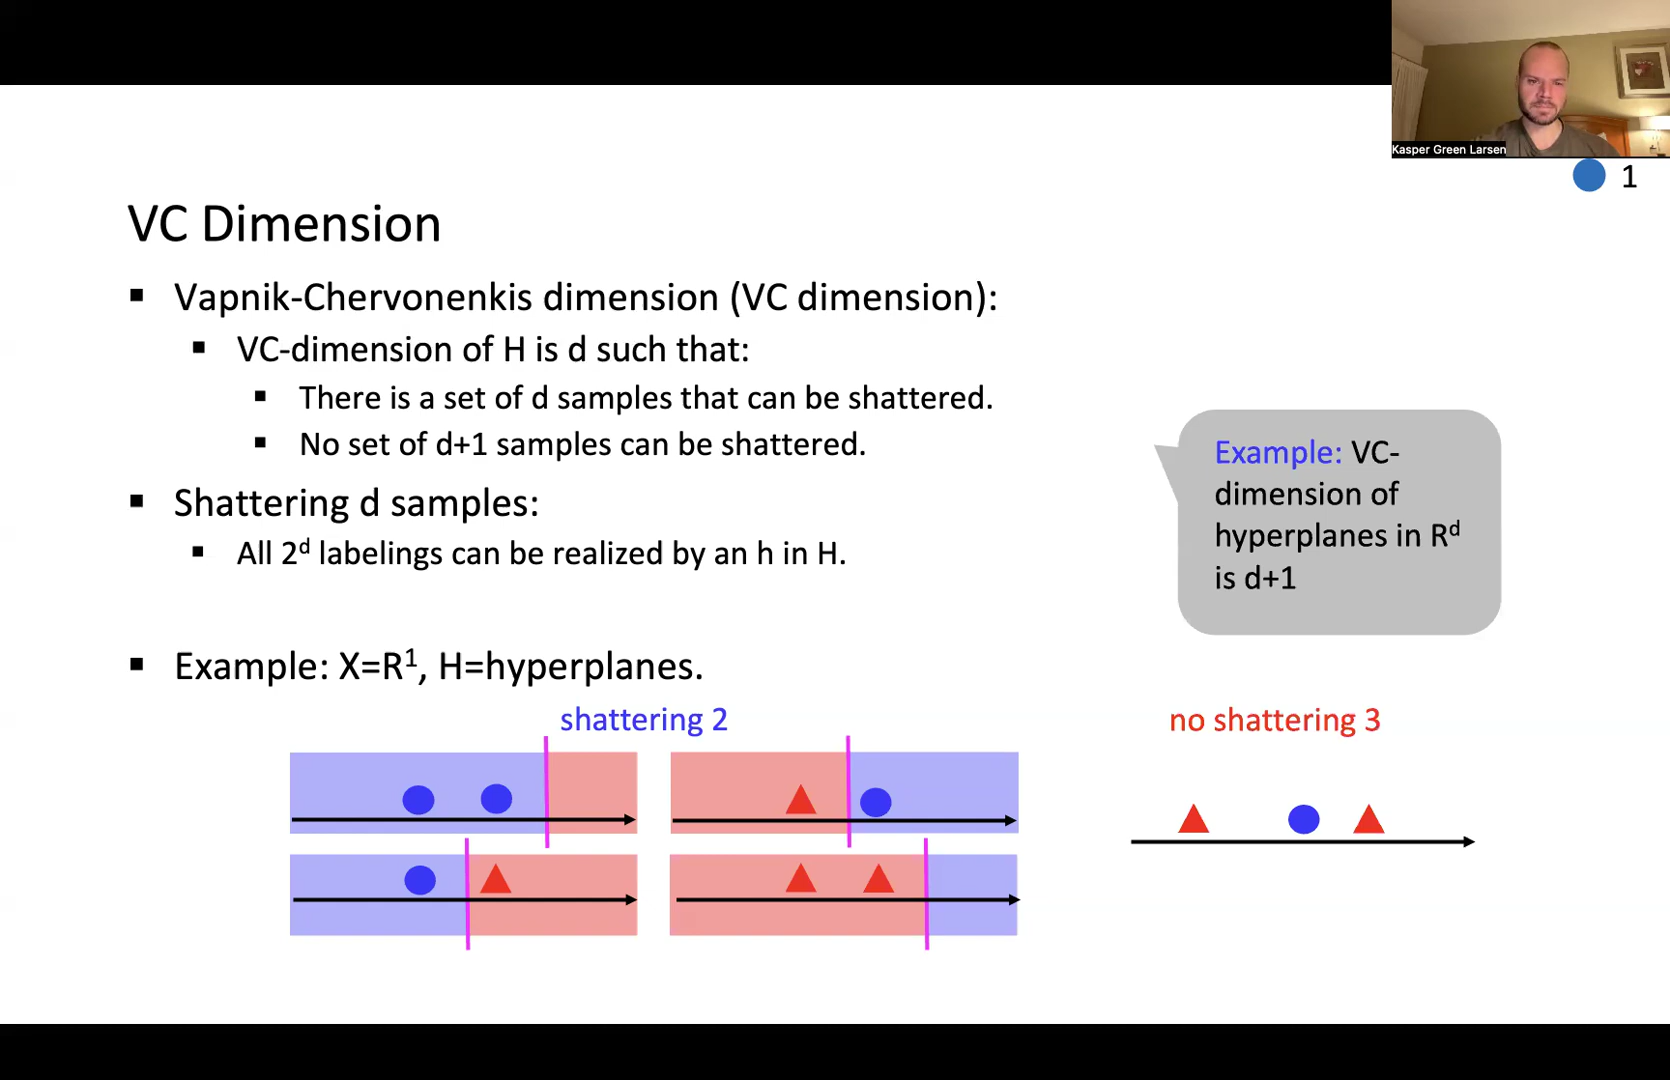 Kasper Green Larsen
1
VC Dimension
Vapnik-Chervonenkis dimension (VC dimension):
VC-dimension of H is d such that:
There is a set of d samples that can be shattered.
No set of d+1 samples can be shattered.
Shattering d samples:
All 2ᵈ labelings can be realized by an h in H.
Example: VC-
dimension of
hyperplanes in Rᵈ
is d+1
Example: X=R¹, H=hyperplanes.
shattering 2
no shattering 3